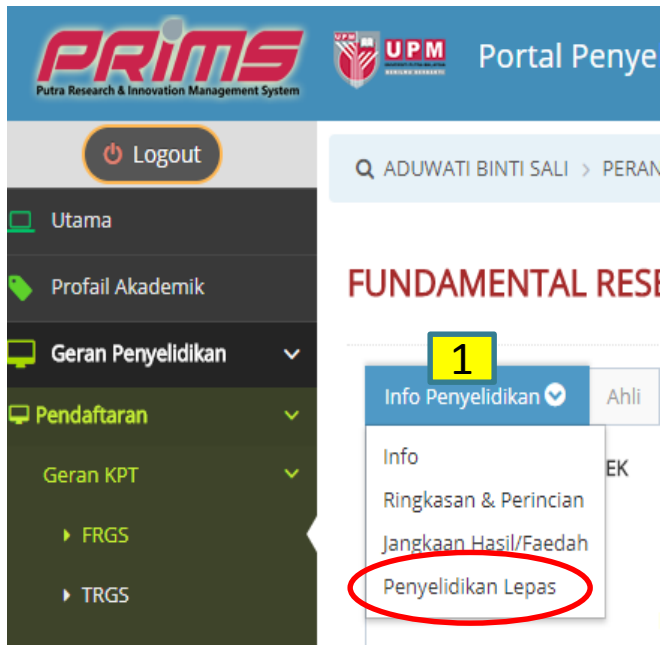 PRiMS
Putra Research & Innovation Management System
UPM
Portal Penye
Logout
ADUWATI BINTI SALI > PERAN
Utama
Profail Akademik
FUNDAMENTAL RESE
Geran Penyelidikan
1
Info Penyelidikan
Ahli
Pendaftaran
Info
EK
Geran KPT
Ringkasan & Perincian
FRGS
Jangkaan Hasil/Faedah
TRGS
Penyelidikan Lepas